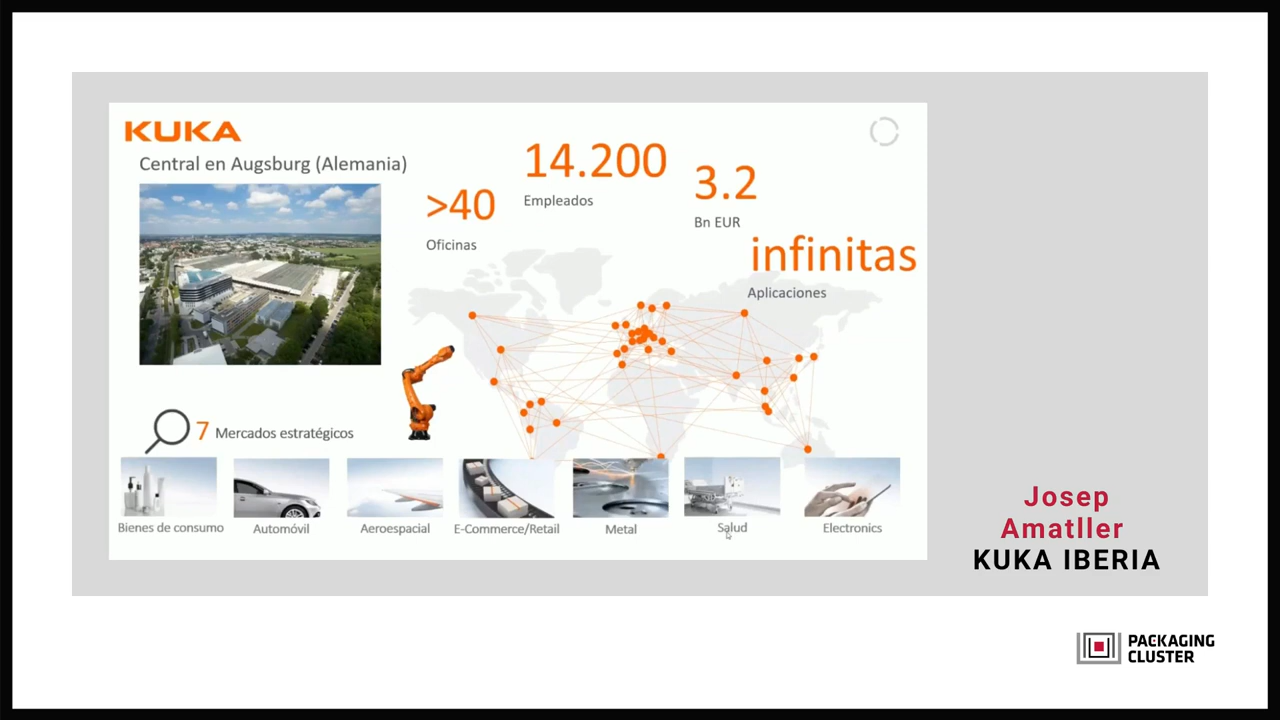 KUKA
Central en Augsburg (Alemania)
>40
Oficinas
14.200
Empleados
3.2
Bn EUR
infinitas
Aplicaciones
7 Mercados estratégicos
Bienes de consumo
Automóvil
Aeroespacial
E-Commerce/Retail
Metal
Salud
Electronics
Josep
Amatller
KUKA IBERIA
PACKAGING
CLUSTER